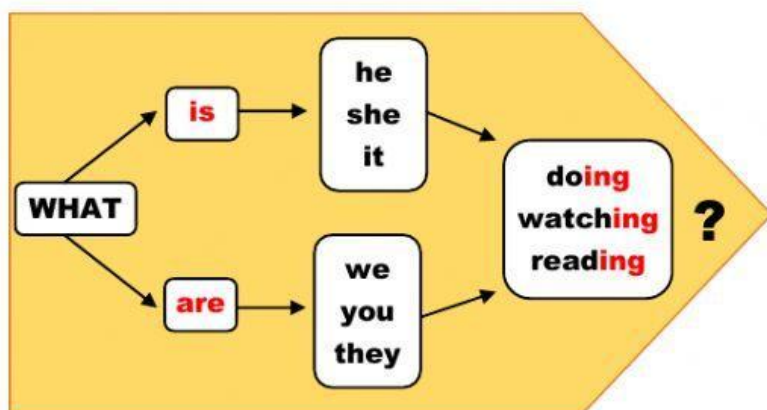 WHAT
is
he
she
it
are
we
you
they
doing
watching
reading
?